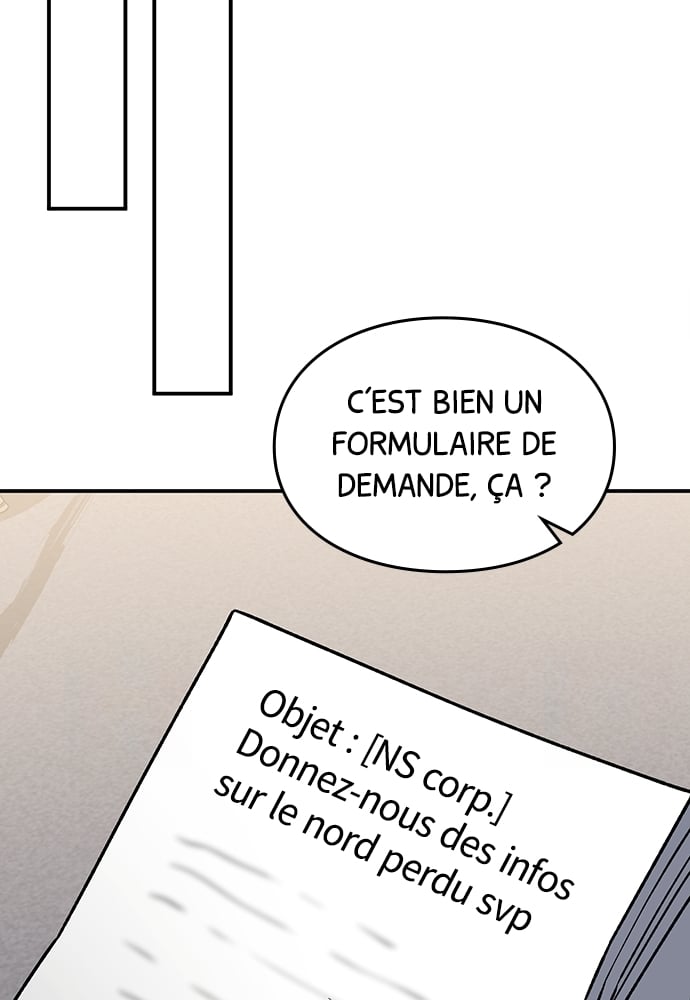 C'EST BIEN UN
FORMULAIRE DE
DEMANDE, ÇA ?
Objet : [NS corp.]
Donnez-nous des infos
sur le nord perdu svp